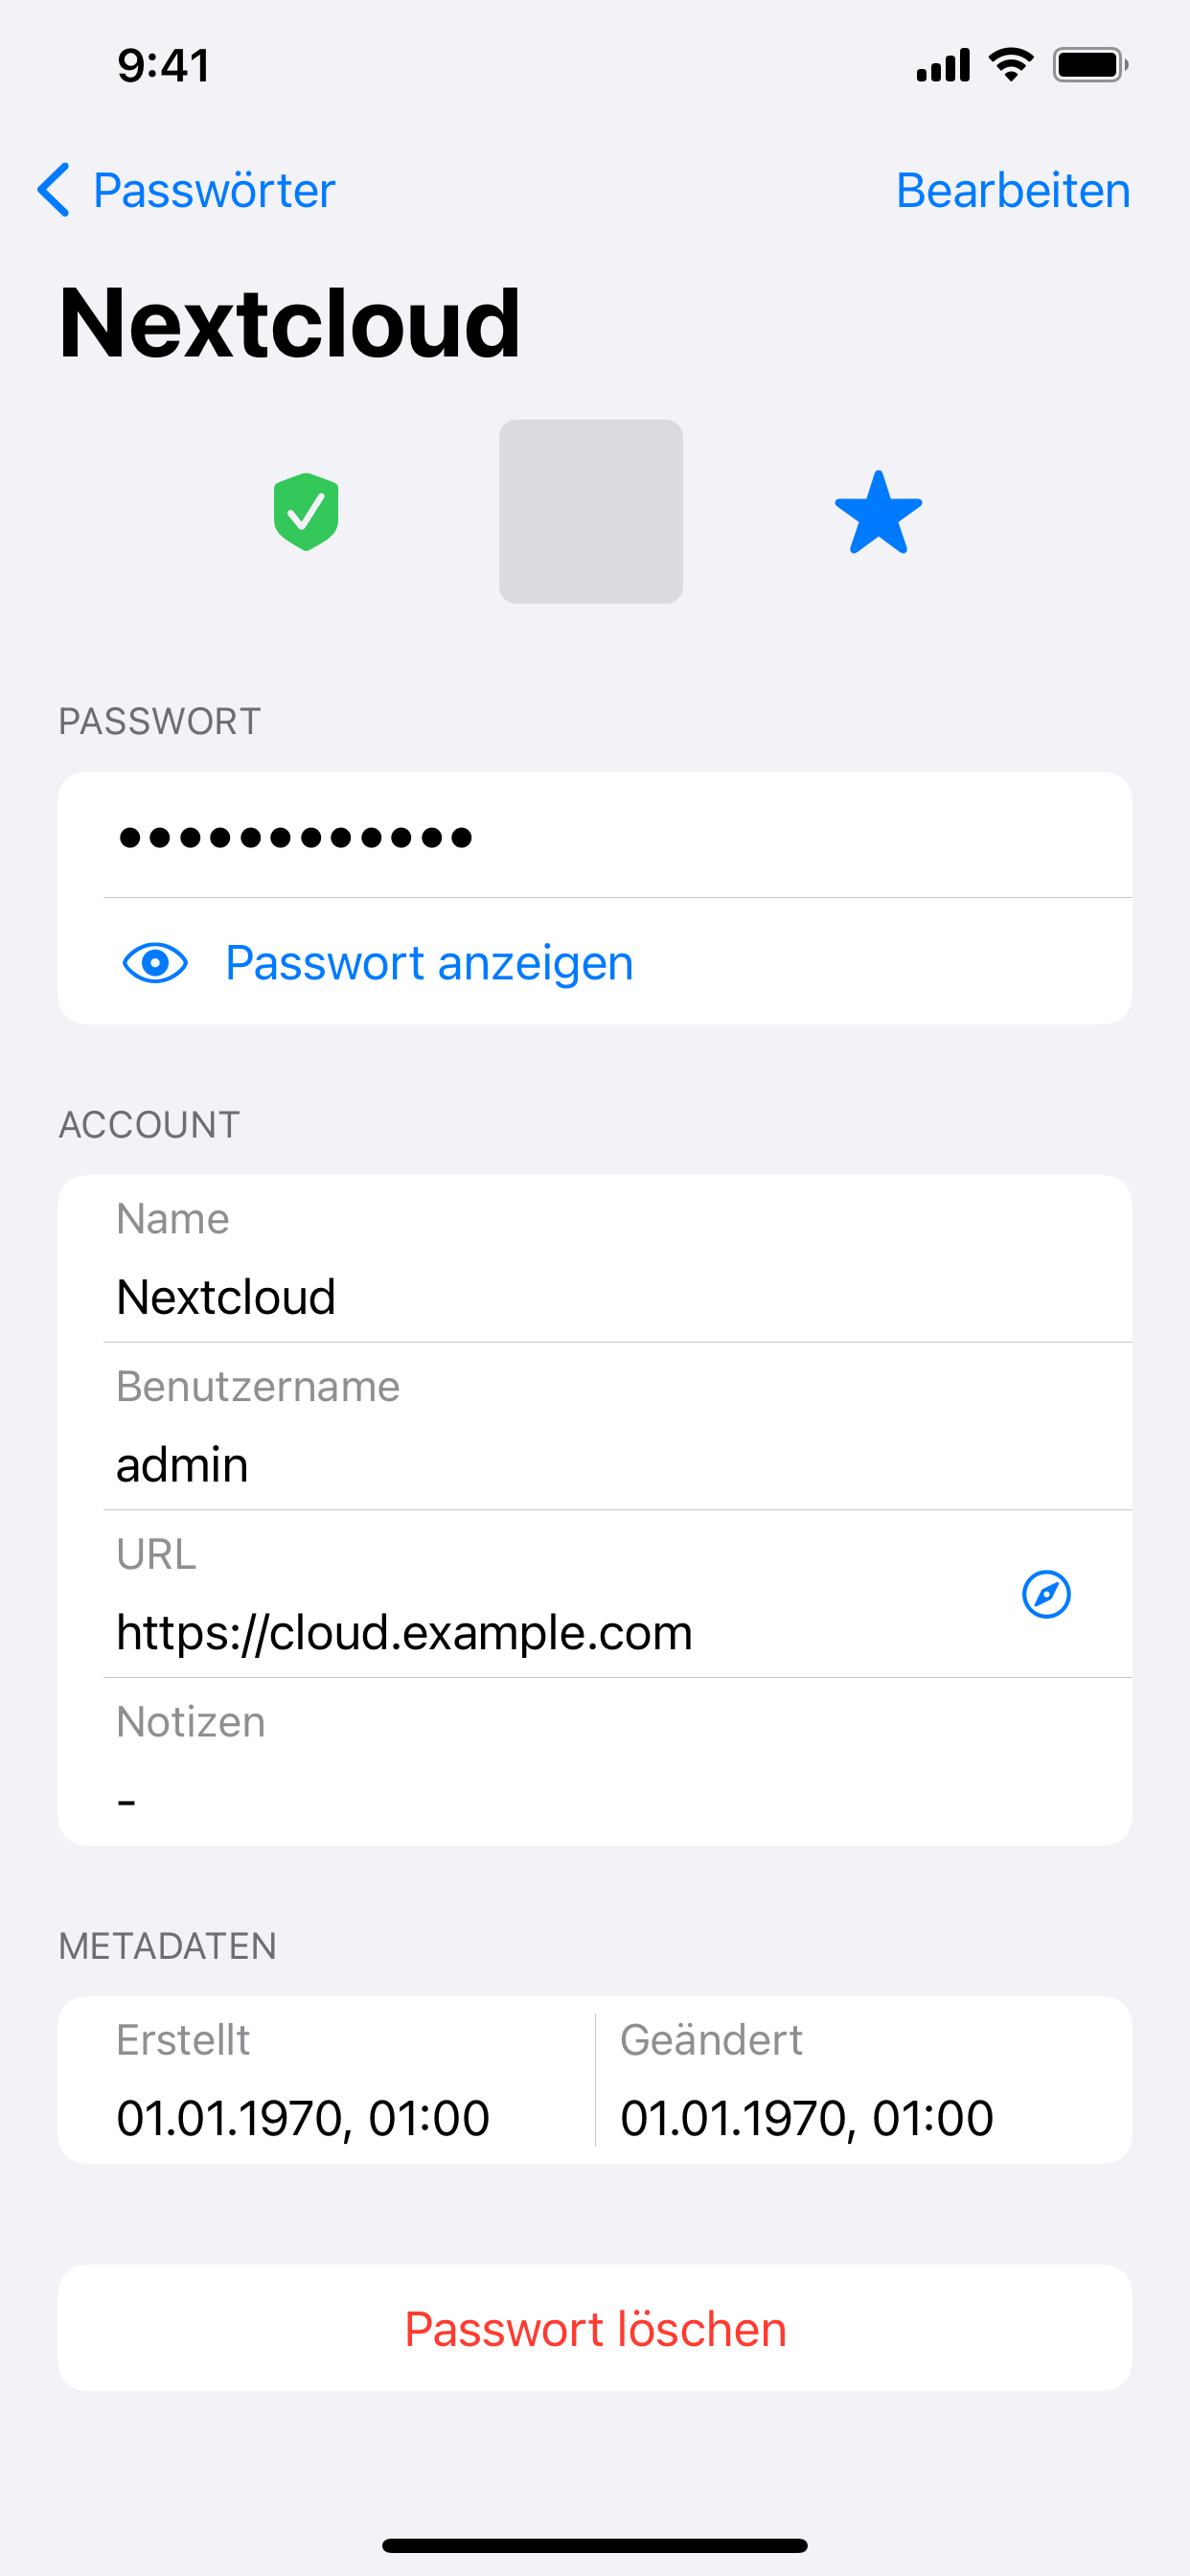 9:41
Passwörter Bearbeiten
Nextcloud
PASSWORT
••••••••••••
Passwort anzeigen
ACCOUNT
Name
Nextcloud
Benutzername
admin
URL
https://cloud.example.com
Notizen
-
METADATEN
Erstellt Geändert
01.01.1970, 01:00 01.01.1970, 01:00
Passwort löschen